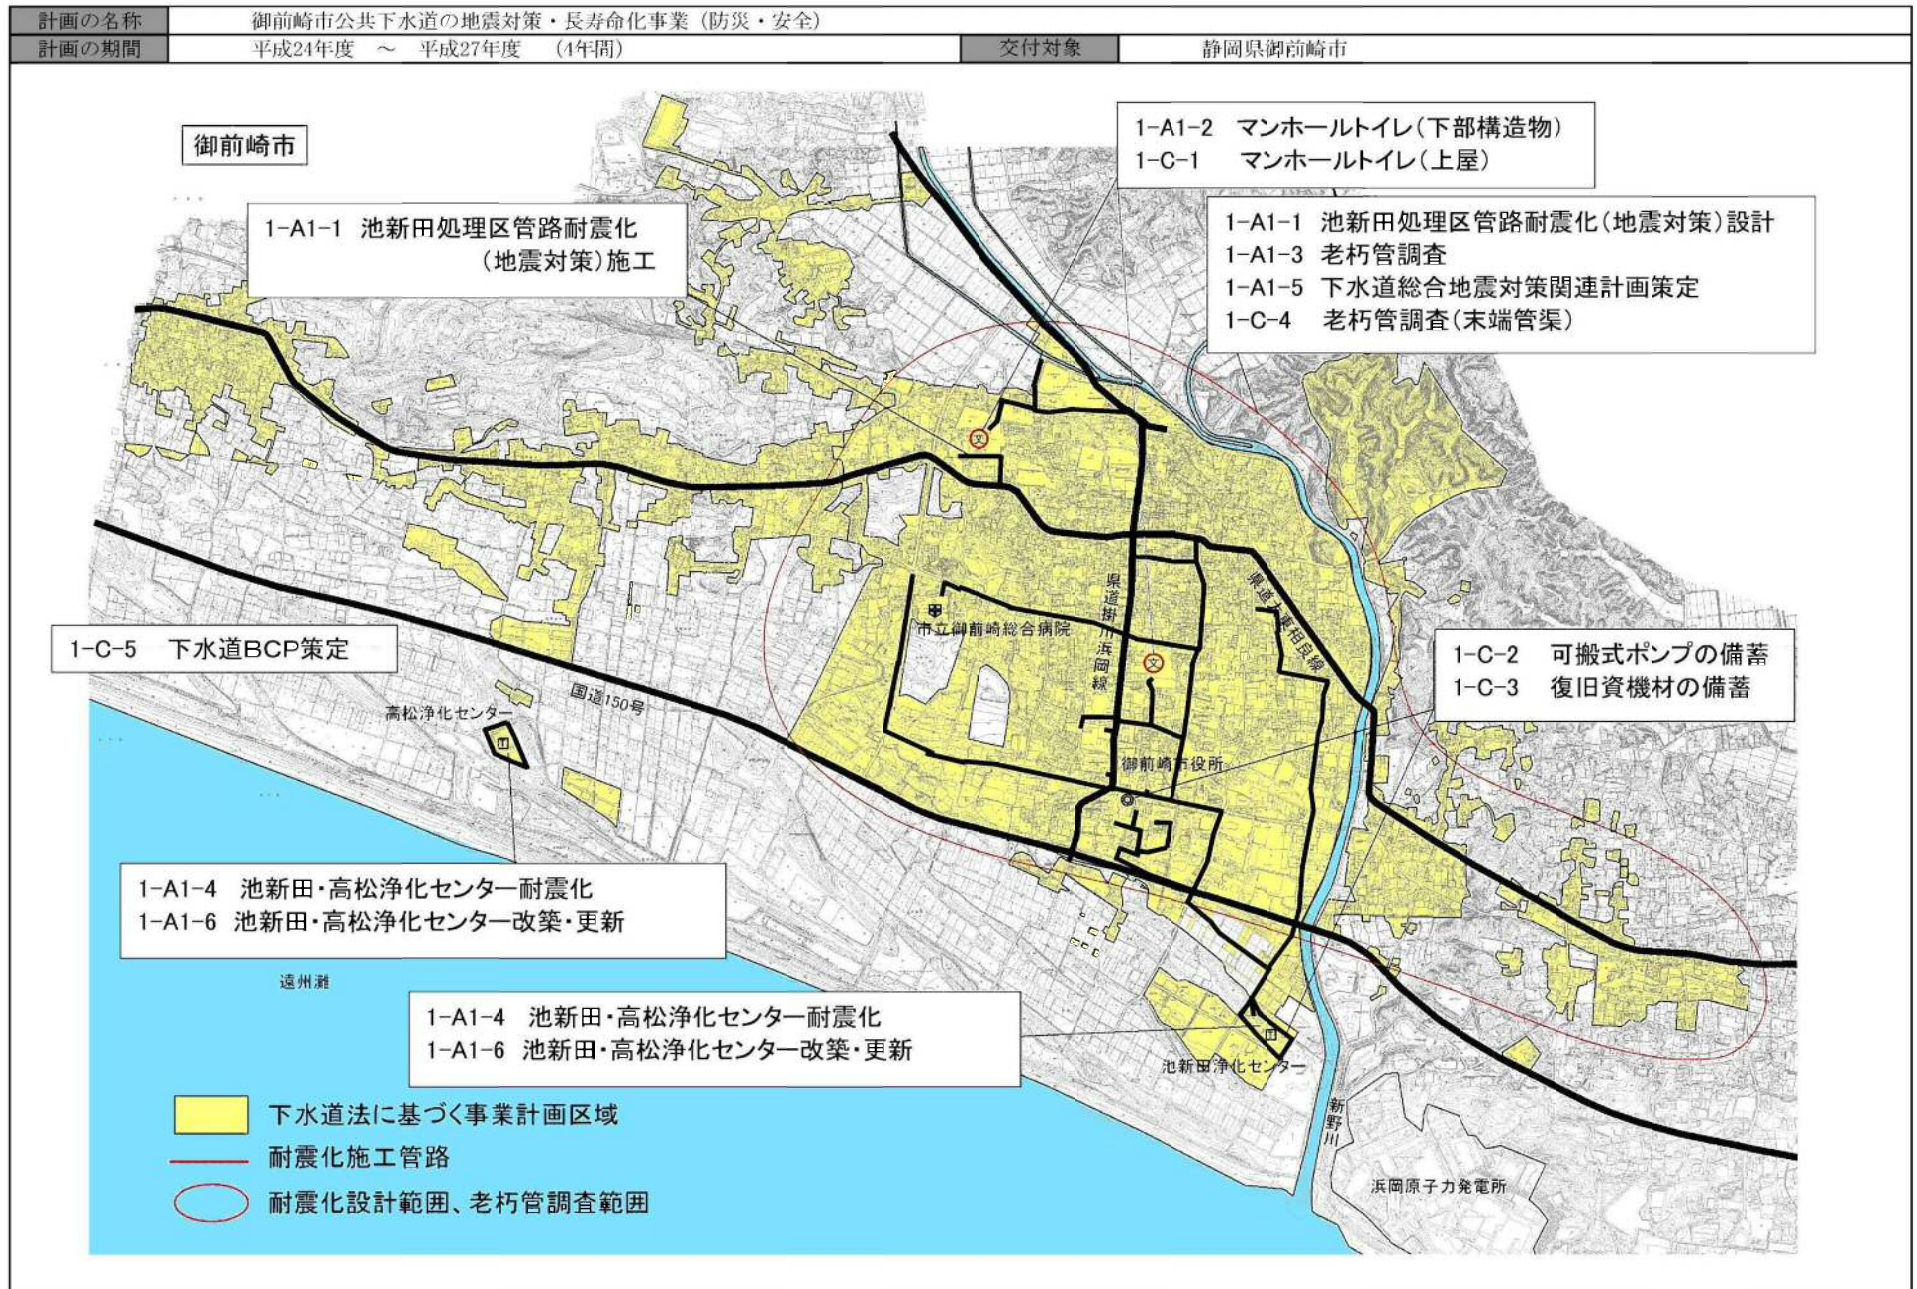 計画の名称 御前崎市公共下水道の地震対策・長寿命化事業（防災・安全）
計画の期間 平成24年度 ～ 平成27年度 （4年間） 交付対象 静岡県御前崎市
御前崎市
1-A1-2 マンホールトイレ（下部構造物）
1-C-1 マンホールトイレ（上屋）
1-A1-1 池新田処理区管路耐震化
（地震対策）施工
1-A1-1 池新田処理区管路耐震化（地震対策）設計
1-A1-3 老朽管調査
1-A1-5 下水道総合地震対策関連計画策定
1-C-4 老朽管調査（末端管渠）
文
県道掛川浜岡線
県道大東相良線
市立御前崎総合病院
文
1-C-5 下水道BCP策定
1-C-2 可搬式ポンプの備蓄
1-C-3 復旧資機材の備蓄
国道150号
高松浄化センター
御前崎市役所
1-A1-4 池新田・高松浄化センター耐震化
1-A1-6 池新田・高松浄化センター改築・更新
遠州灘
1-A1-4 池新田・高松浄化センター耐震化
1-A1-6 池新田・高松浄化センター改築・更新
池新田浄化センター
新野川
浜岡原子力発電所
下水道法に基づく事業計画区域
耐震化施工管路
耐震化設計範囲、老朽管調査範囲